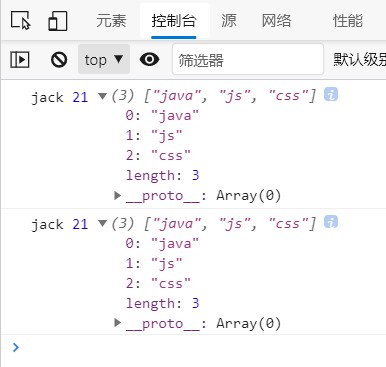 元素 控制台 源 网络 性能
top 筛选器 默认级别
jack 21 (3) ["java", "js", "css"] i
0: "java"
1: "js"
2: "css"
length: 3
__proto__: Array(0)
jack 21 (3) ["java", "js", "css"] i
0: "java"
1: "js"
2: "css"
length: 3
__proto__: Array(0)